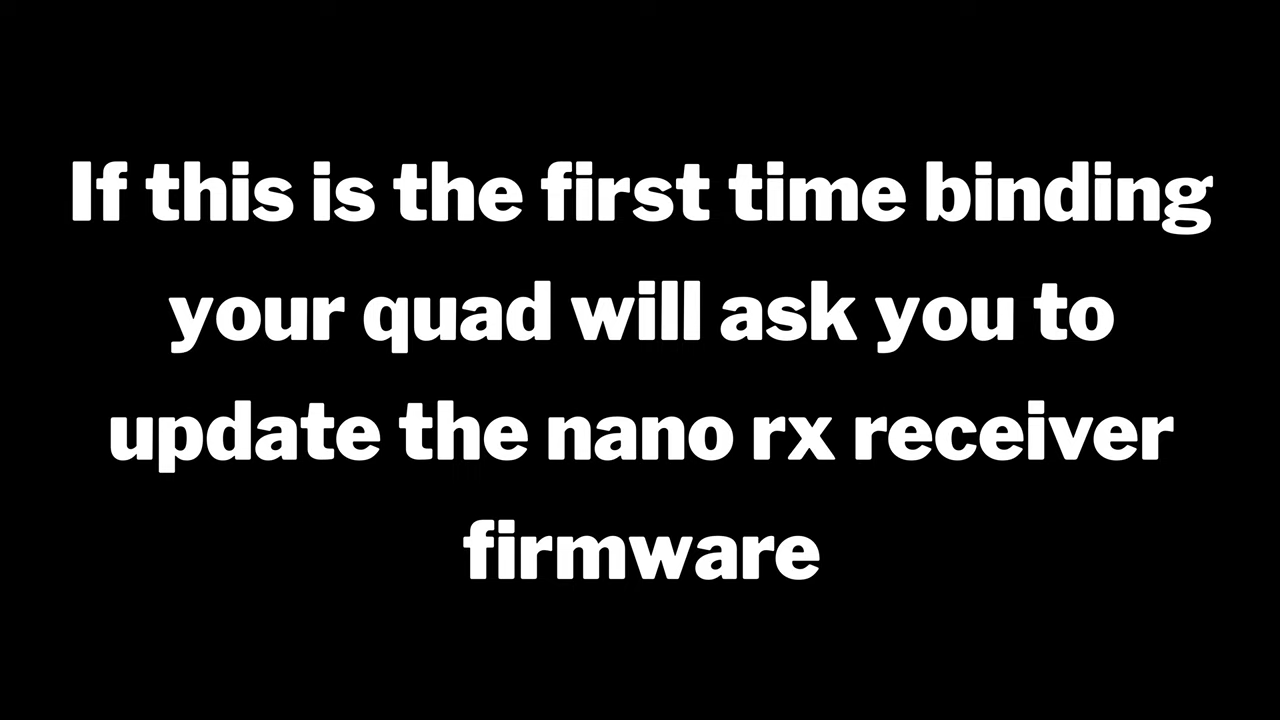 If this is the first time binding
your quad will ask you to
update the nano rx receiver
firmware